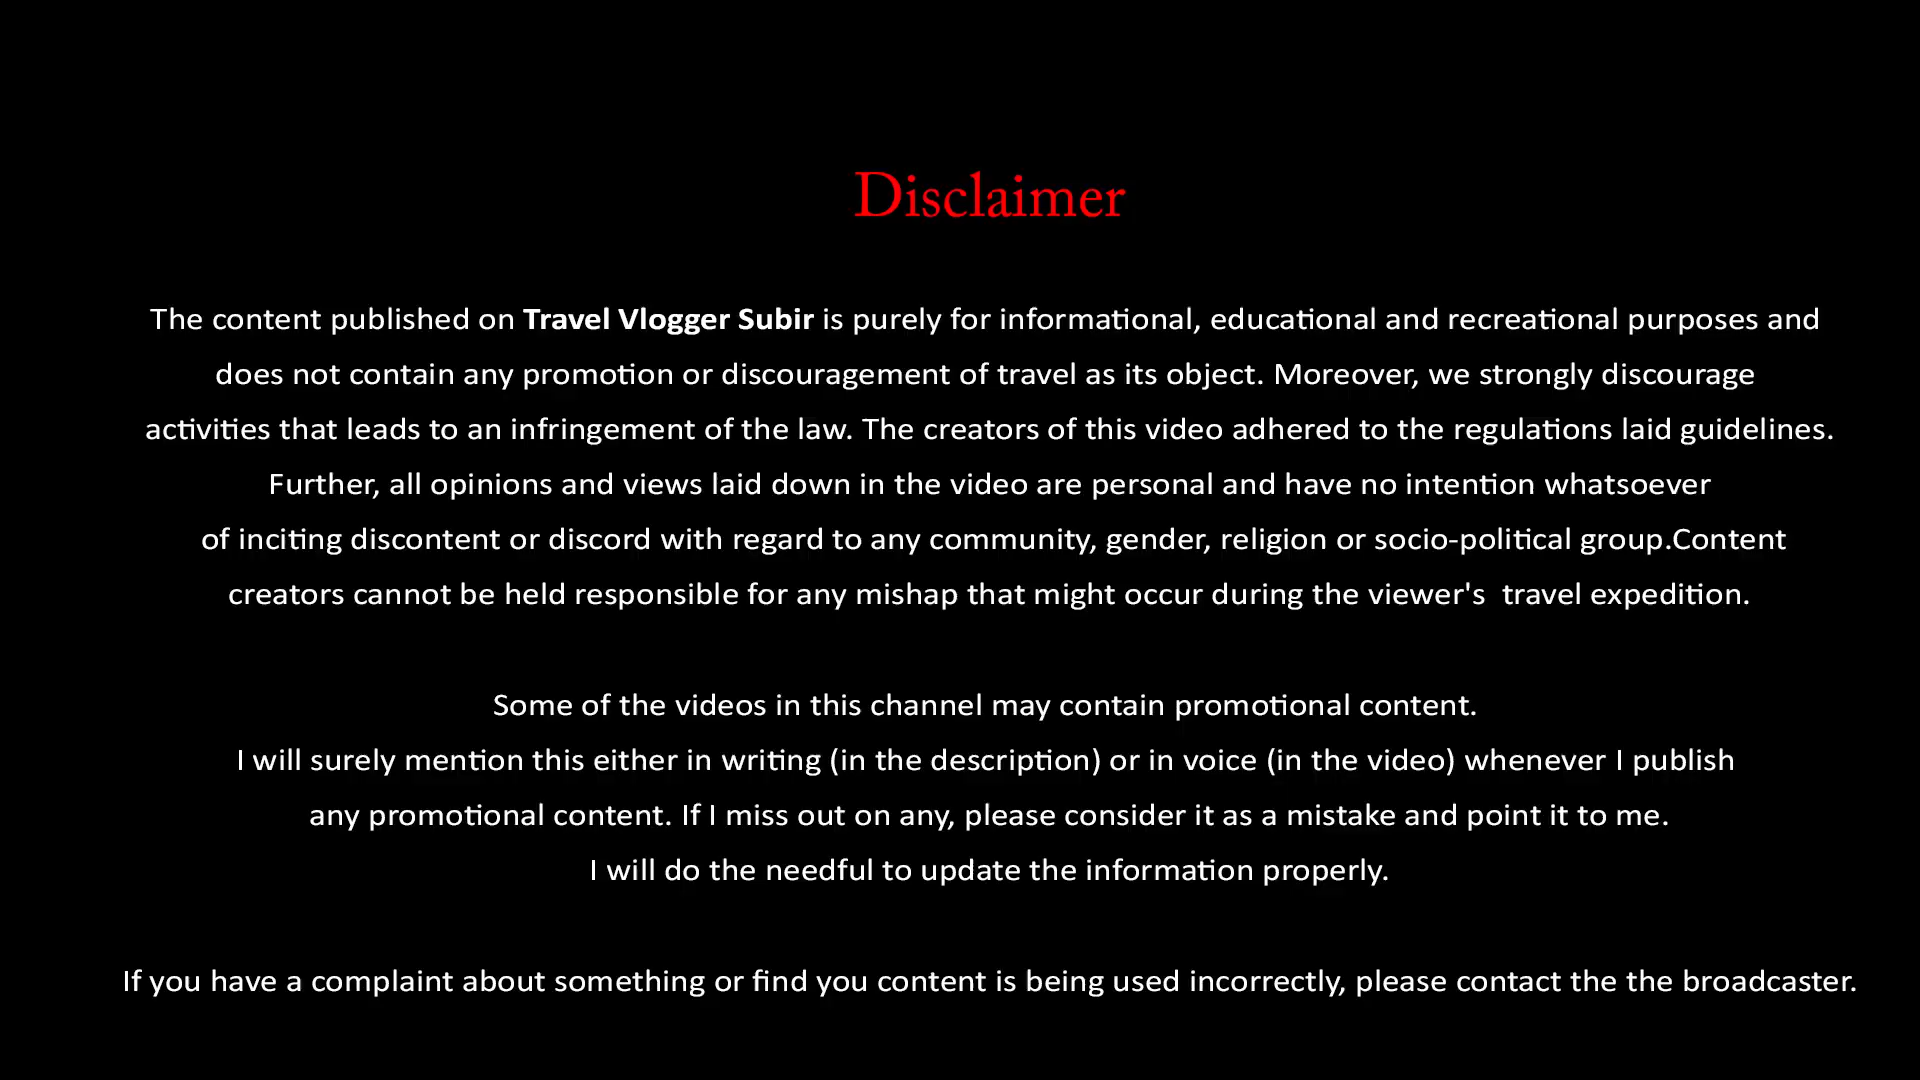 Disclaimer
The content published on Travel Vlogger Subir is purely for informational, educational and recreational purposes and
does not contain any promotion or discouragement of travel as its object. Moreover, we strongly discourage
activities that leads to an infringement of the law. The creators of this video adhered to the regulations laid guidelines.
Further, all opinions and views laid down in the video are personal and have no intention whatsoever
of inciting discontent or discord with regard to any community, gender, religion or socio-political group.Content
creators cannot be held responsible for any mishap that might occur during the viewer's  travel expedition.
Some of the videos in this channel may contain promotional content.
I will surely mention this either in writing (in the description) or in voice (in the video) whenever I publish
any promotional content. If I miss out on any, please consider it as a mistake and point it to me.
I will do the needful to update the information properly.
If you have a complaint about something or find you content is being used incorrectly, please contact the the broadcaster.